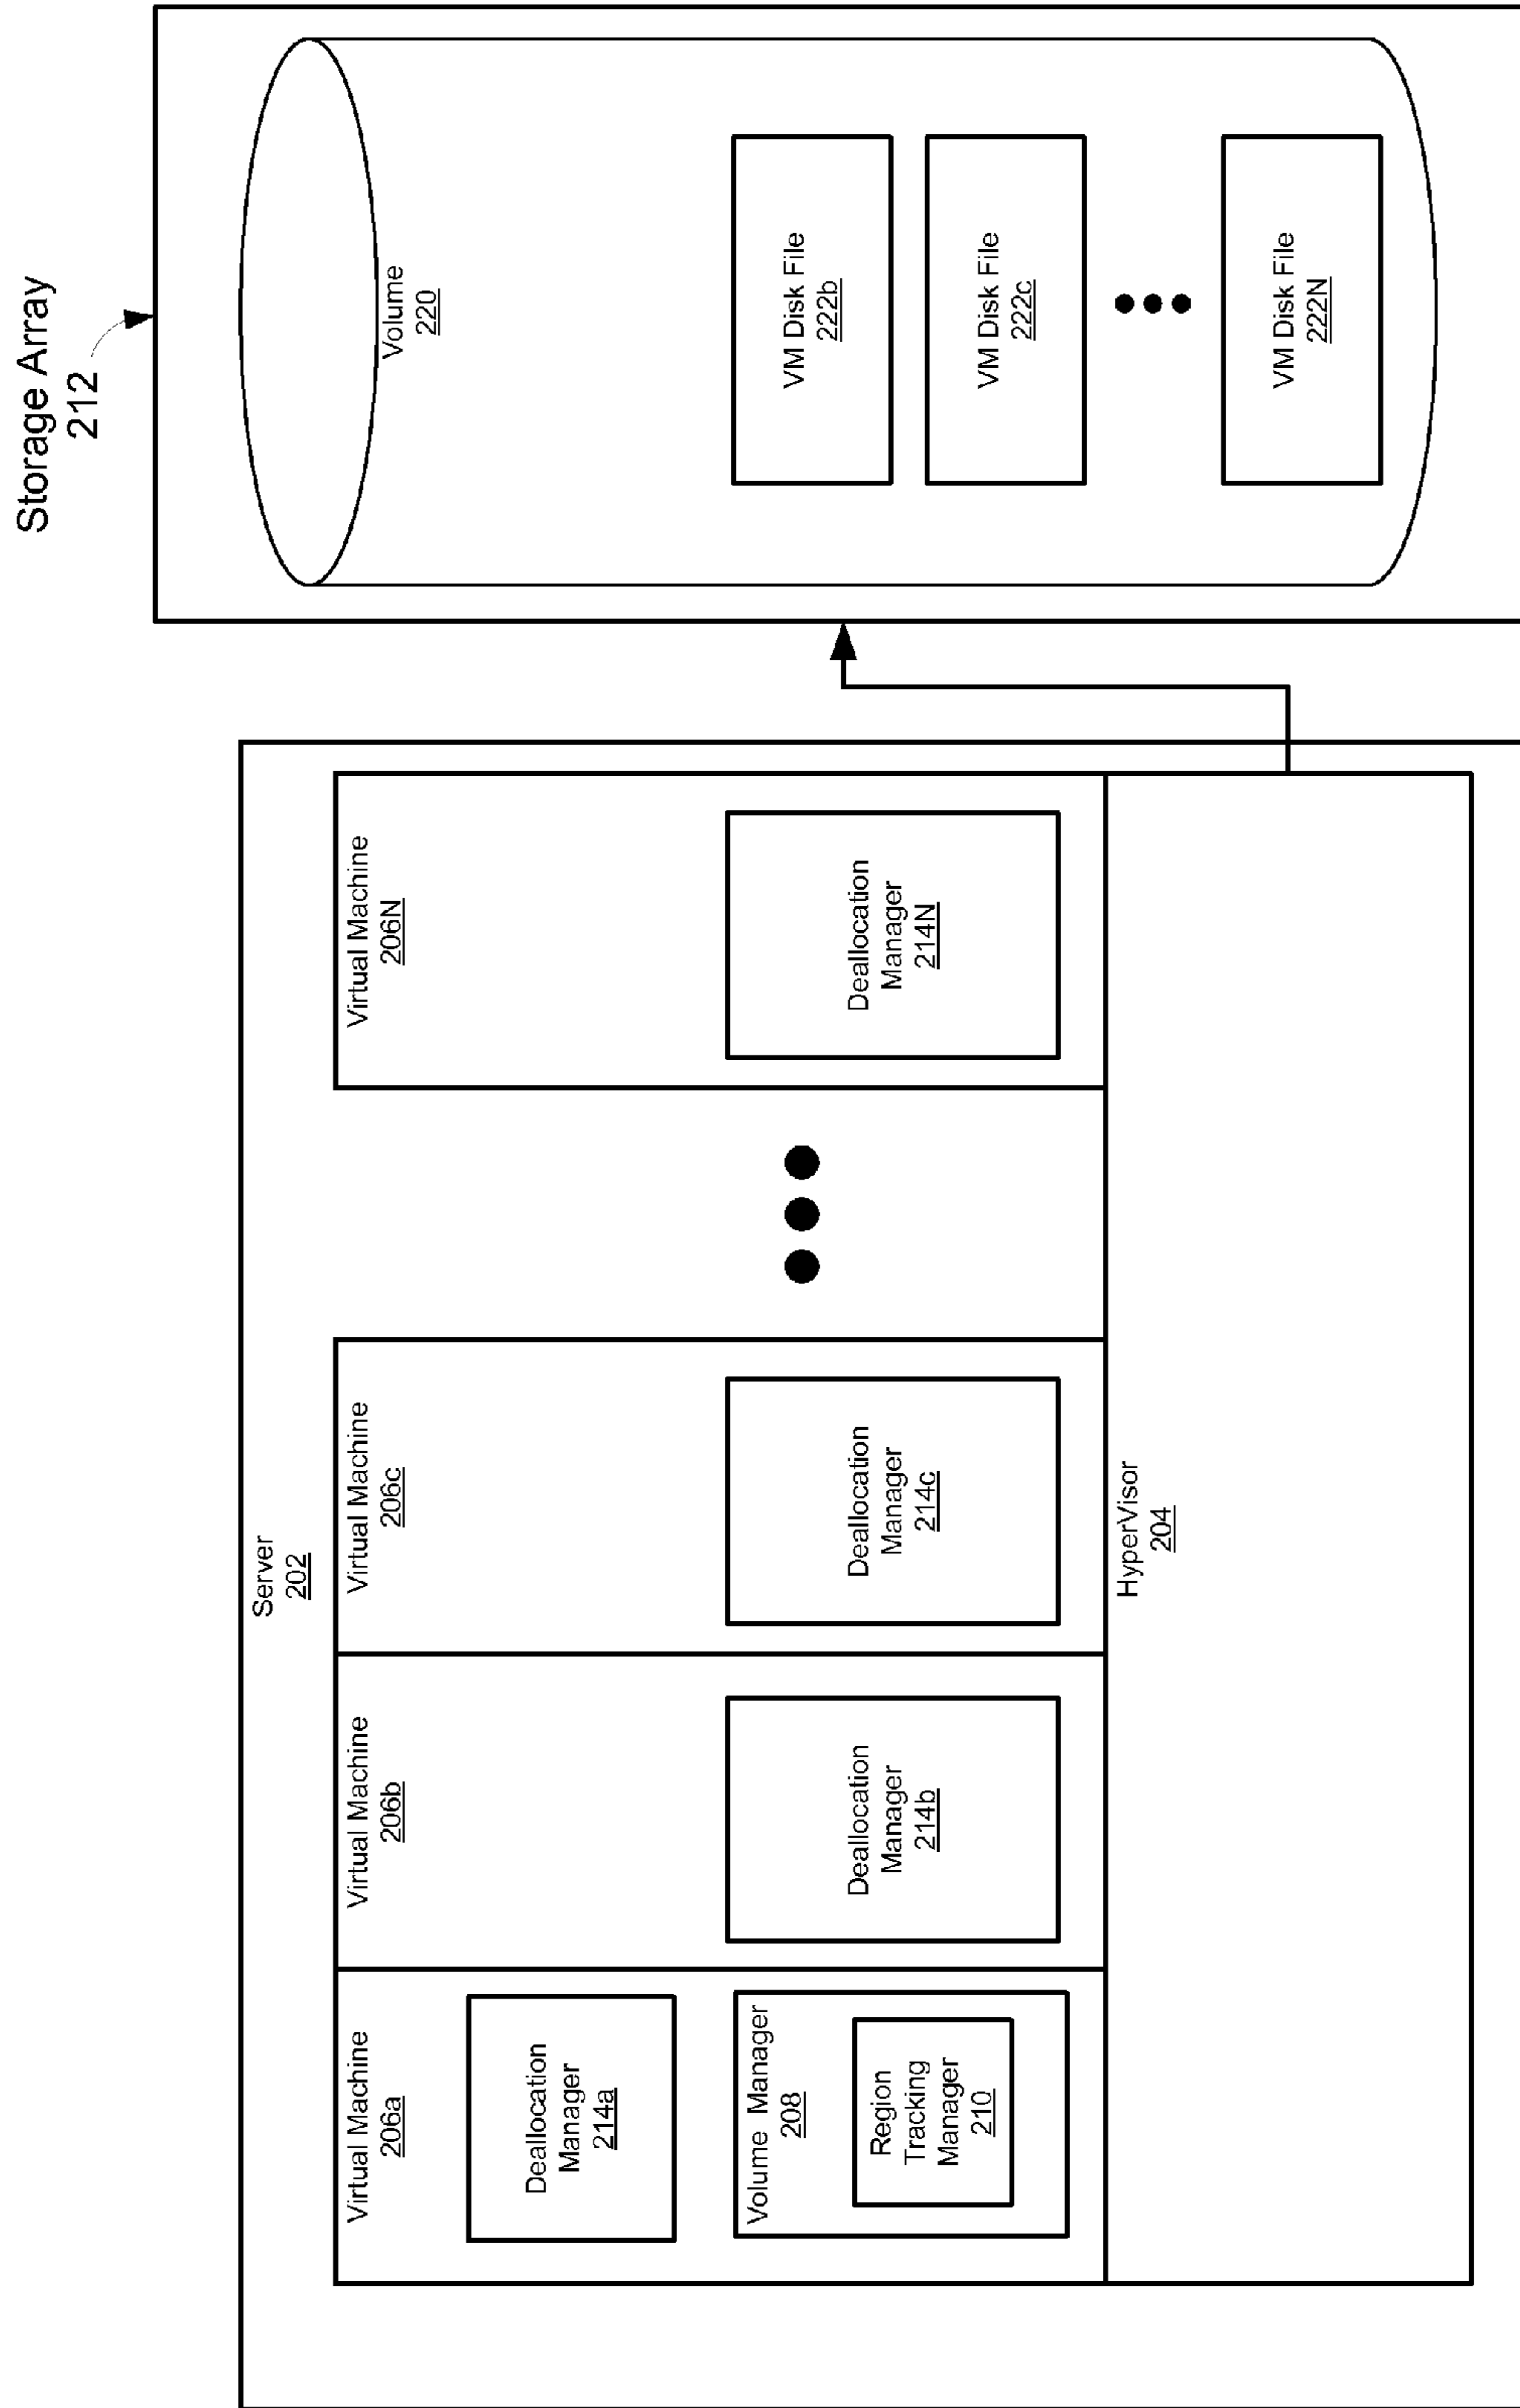 Server
202
Virtual Machine
206a
Deallocation
Manager
214a
Volume Manager
208
Region
Tracking
Manager
210
Virtual Machine
206b
Deallocation
Manager
214b
Virtual Machine
206c
Deallocation
Manager
214c
Virtual Machine
206N
Deallocation
Manager
214N
HyperVisor
204
Storage Array
212
Volume
220
VM Disk File
222b
VM Disk File
222c
VM Disk File
222N